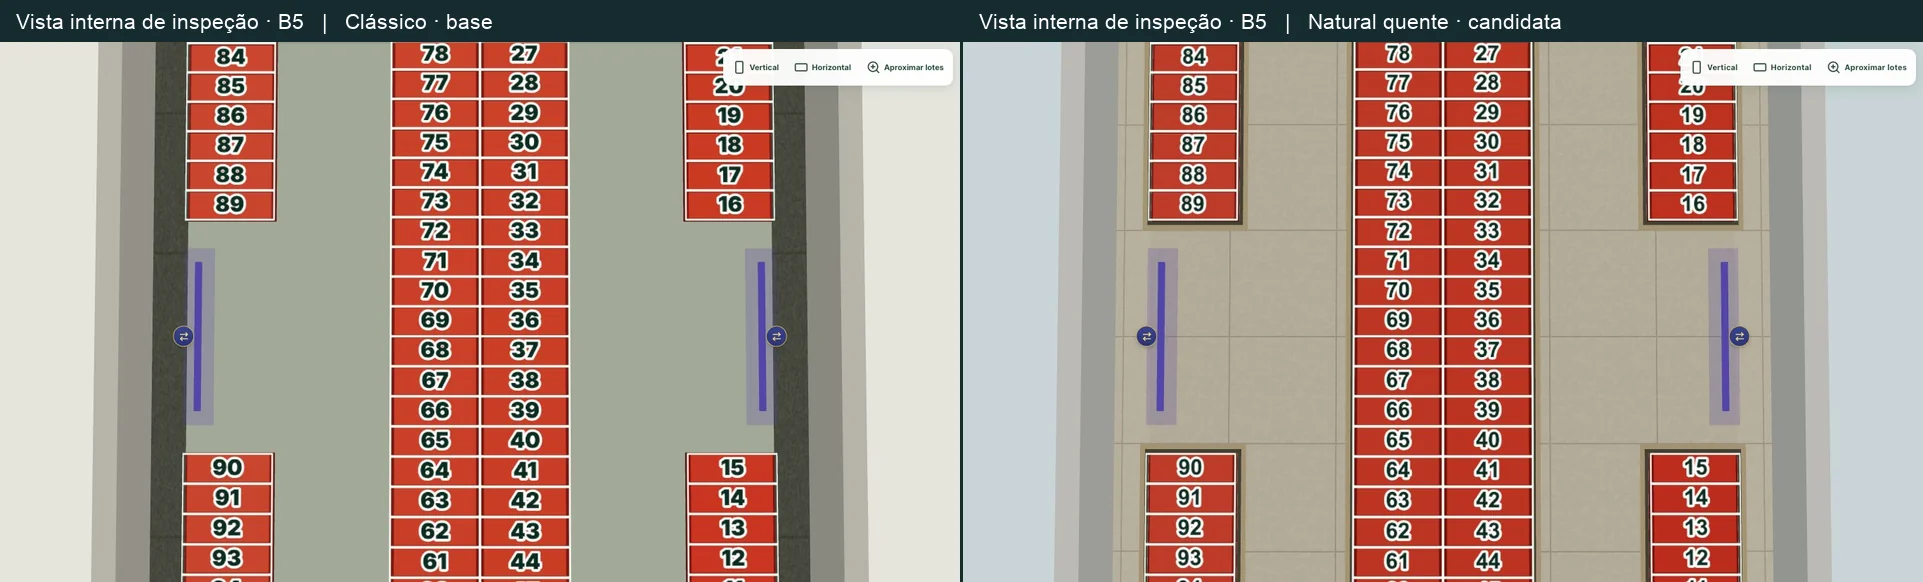 Vista interna de inspeção · B5 | Clássico · base
Vertical Horizontal Aproximar lotes
84 78 27
85 77 28 20
86 76 29 19
87 75 30 18
88 74 31 17
89 73 32 16
72 33
71 34
70 35
69 36
68 37
67 38
66 39
65 40
90 64 41 15
91 63 42 14
92 62 43 13
93 61 44 12
Vista interna de inspeção · B5 | Natural quente · candidata
Vertical Horizontal Aproximar lotes
84 78 27
85 77 28 20
86 76 29 19
87 75 30 18
88 74 31 17
89 73 32 16
72 33
71 34
70 35
69 36
68 37
67 38
66 39
65 40
90 64 41 15
91 63 42 14
92 62 43 13
93 61 44 12